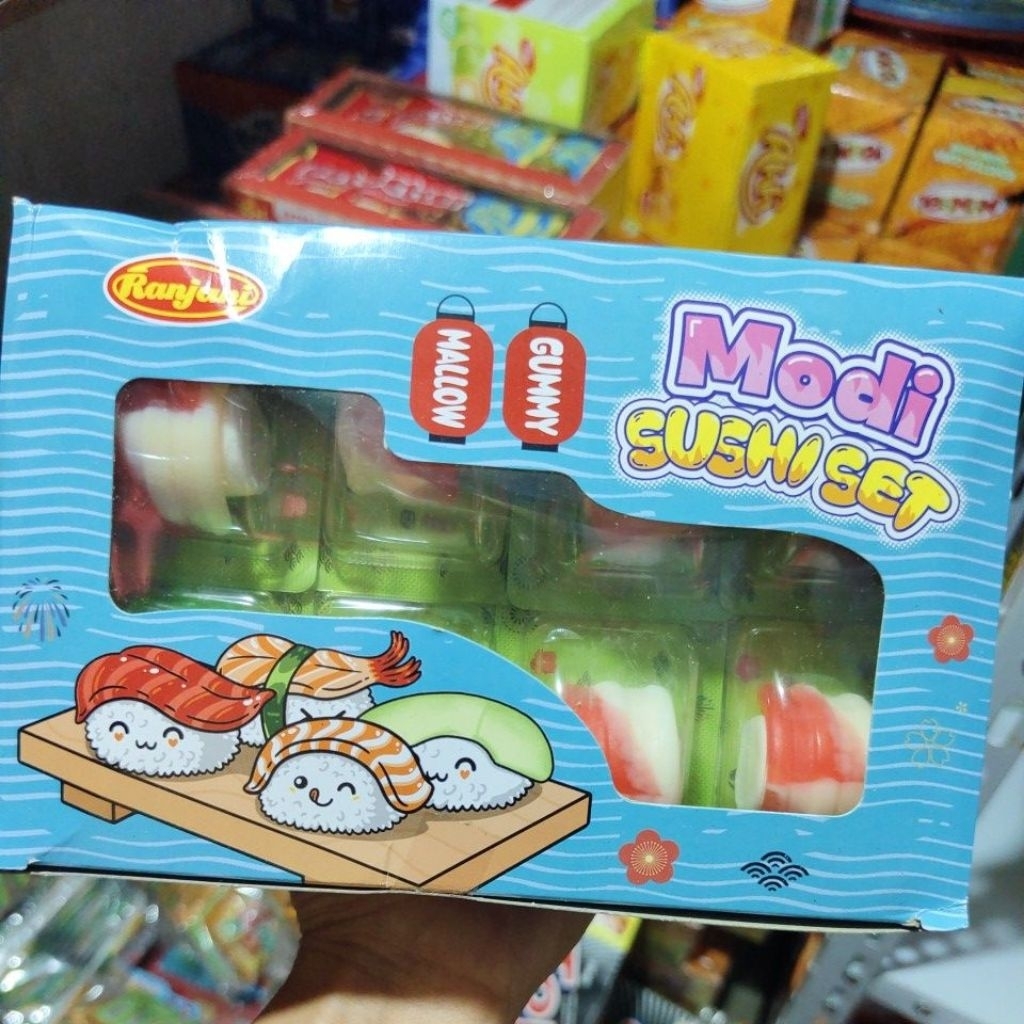 Ranjani
MALLOW
GUMMY
Modi
SUSHI SET